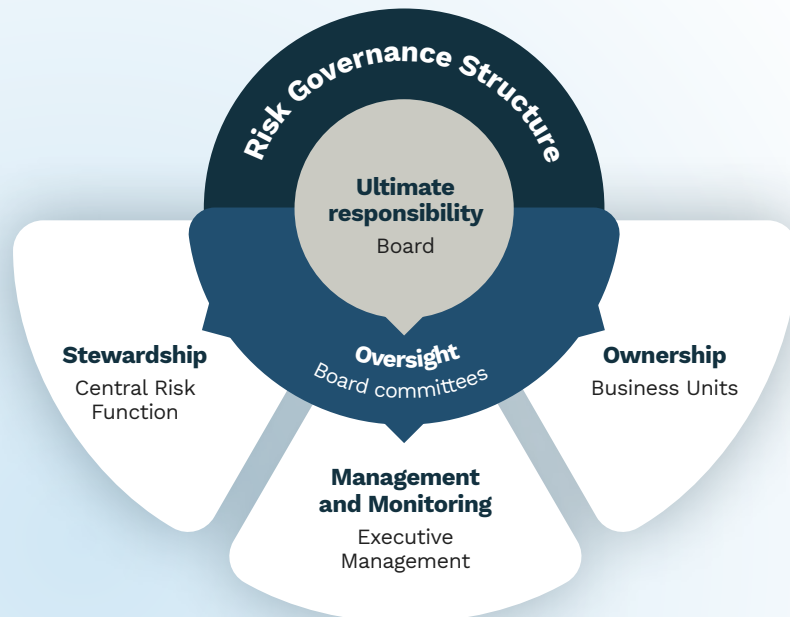 Risk Governance Structure
Ultimate
responsibility
Board
Oversight
Board committees
Stewardship
Central Risk
Function
Management
and Monitoring
Executive
Management
Ownership
Business Units